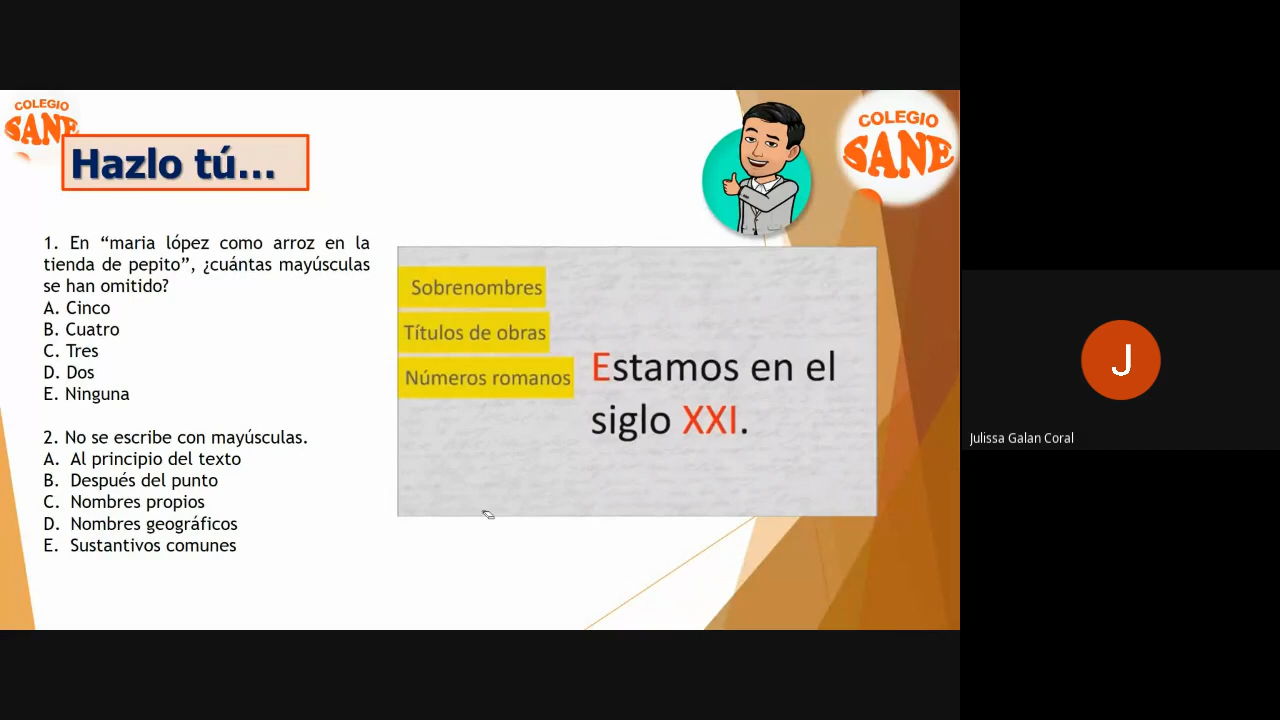 COLEGIO
SANE
Hazlo tú...
COLEGIO
SANE
1. En “maria lópez como arroz en la
tienda de pepito”, ¿cuántas mayúsculas
se han omitido?
A. Cinco
B. Cuatro
C. Tres
D. Dos
E. Ninguna
2. No se escribe con mayúsculas.
A. Al principio del texto
B. Después del punto
C. Nombres propios
D. Nombres geográficos
E. Sustantivos comunes
Sobrenombres
Títulos de obras
Números romanos
Estamos en el
siglo XXI.
J
Julissa Galan Coral